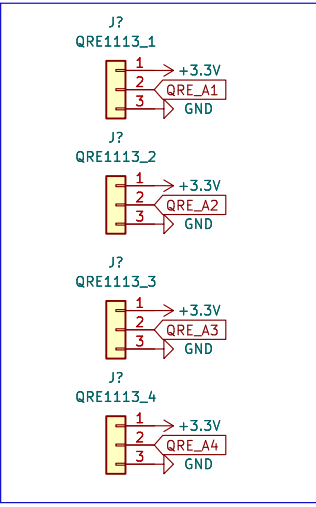 J?
QRE1113_1
1 +3.3V
2 QRE_A1
3 GND
J?
QRE1113_2
1 +3.3V
2 QRE_A2
3 GND
J?
QRE1113_3
1 +3.3V
2 QRE_A3
3 GND
J?
QRE1113_4
1 +3.3V
2 QRE_A4
3 GND